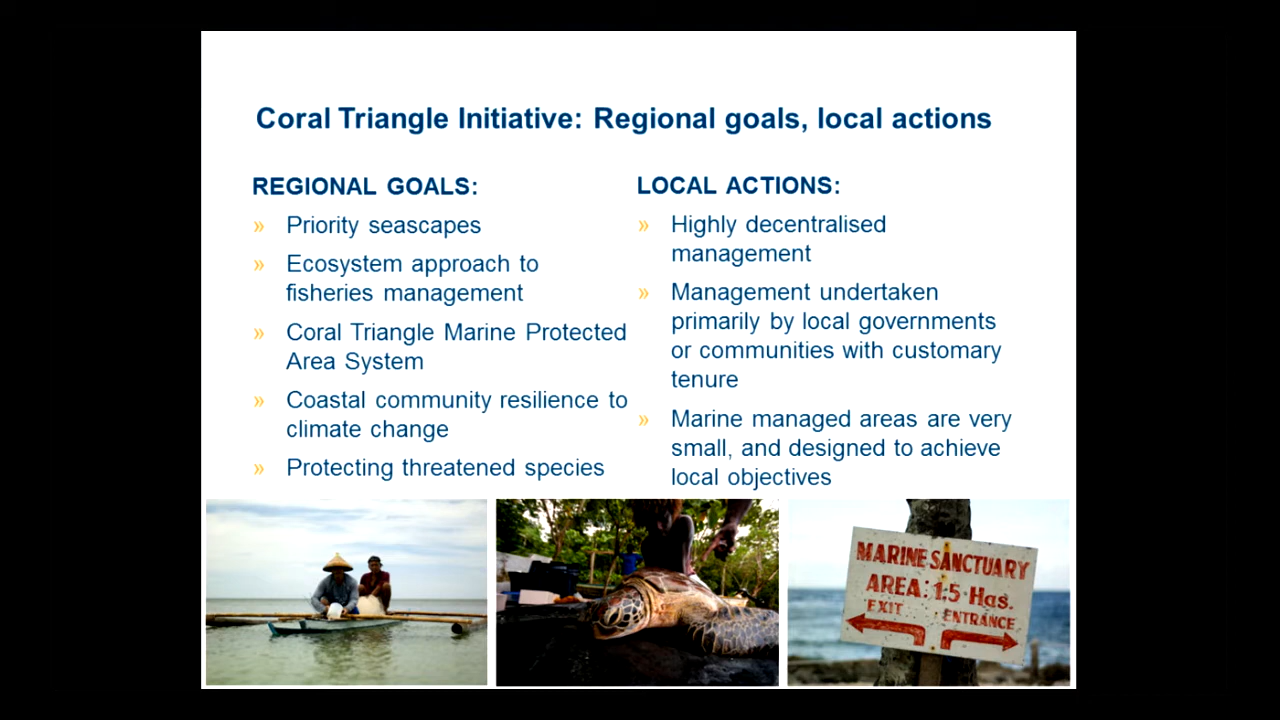 Coral Triangle Initiative: Regional goals, local actions
REGIONAL GOALS:
» Priority seascapes
» Ecosystem approach to
fisheries management
» Coral Triangle Marine Protected
Area System
» Coastal community resilience to
climate change
» Protecting threatened species
LOCAL ACTIONS:
» Highly decentralised
management
» Management undertaken
primarily by local governments
or communities with customary
tenure
» Marine managed areas are very
small, and designed to achieve
local objectives
MARINE SANCTUARY
AREA: 1.5 Has.
EXIT ENTRANCE